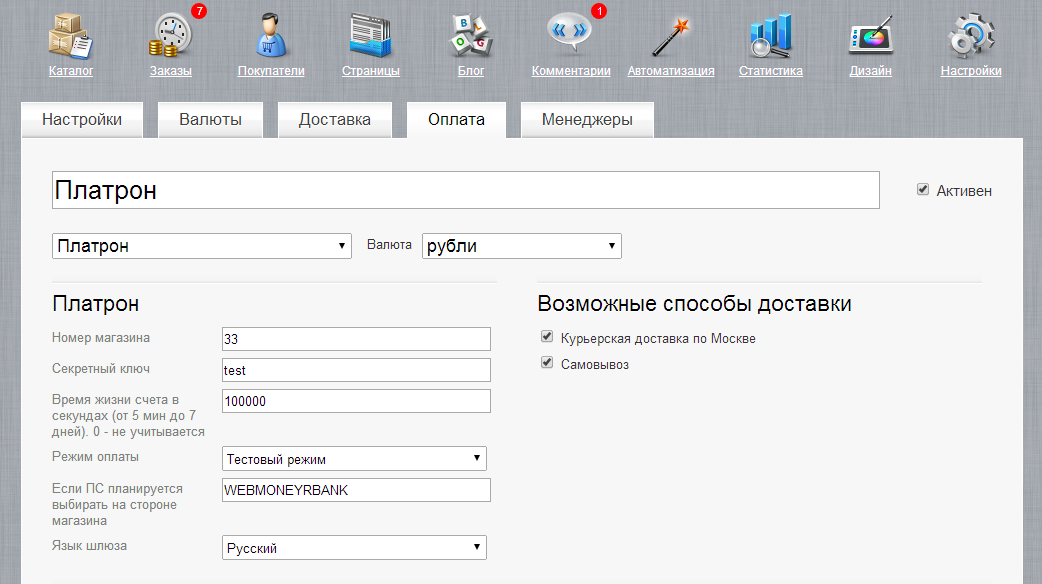 7
1
B L
O G
Каталог
Заказы
Покупатели
Страницы
Блог
Комментарии
Автоматизация
Статистика
Дизайн
Настройки
Настройки
Валюты
Доставка
Оплата
Менеджеры
Платрон
Активен
Платрон
Валюта
рубли
Платрон
Возможные способы доставки
Номер магазина
33
Курьерская доставка по Москве
Секретный ключ
test
Самовывоз
Время жизни счета в
секундах (от 5 мин до 7
дней). 0 - не учитывается
100000
Режим оплаты
Тестовый режим
Если ПС планируется
выбирать на стороне
магазина
WEBMONEYRBANK
Язык шлюза
Русский